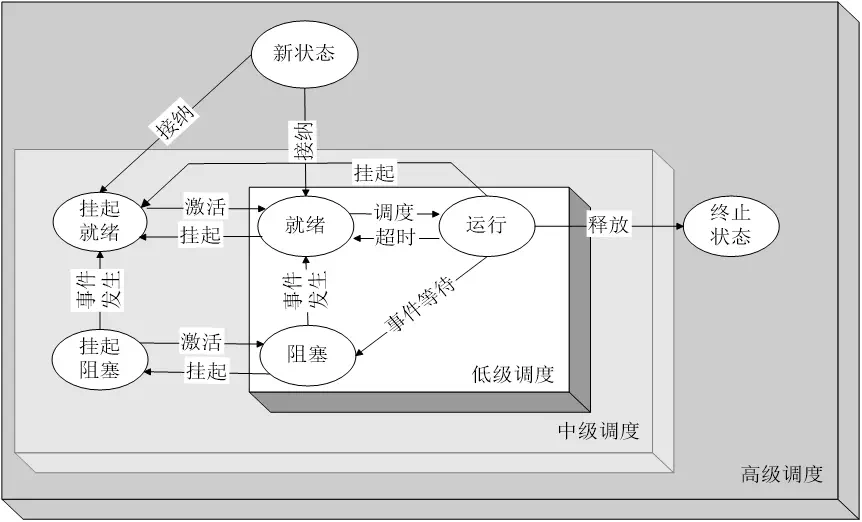 新状态
接纳
接纳
挂起
挂起
就绪
激活
挂起
就绪
调度
超时
运行
释放
终止
状态
事件
发生
事件
发生
事件等待
挂起
阻塞
激活
挂起
阻塞
低级调度
中级调度
高级调度